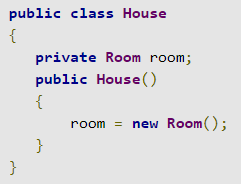 public class House
{
    private Room room;
    public House()
    {
        room = new Room();
    }
}